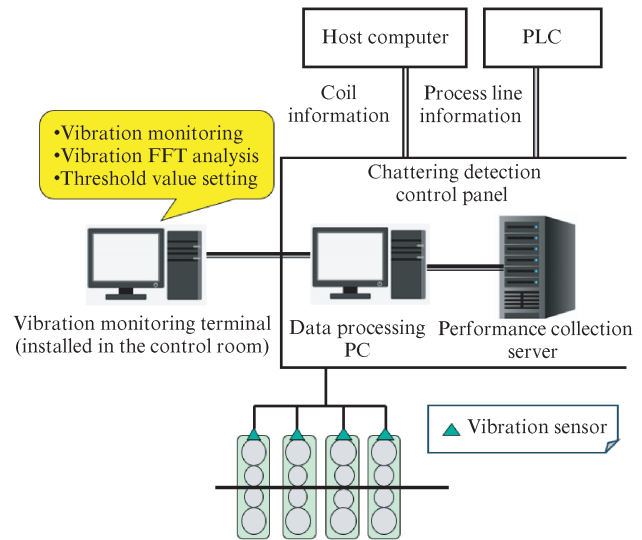 Host computer
PLC
Coil
information
Process line
information
•Vibration monitoring
•Vibration FFT analysis
•Threshold value setting
Chattering detection
control panel
Vibration monitoring terminal
(installed in the control room)
Data processing
PC
Performance collection
server
Vibration sensor